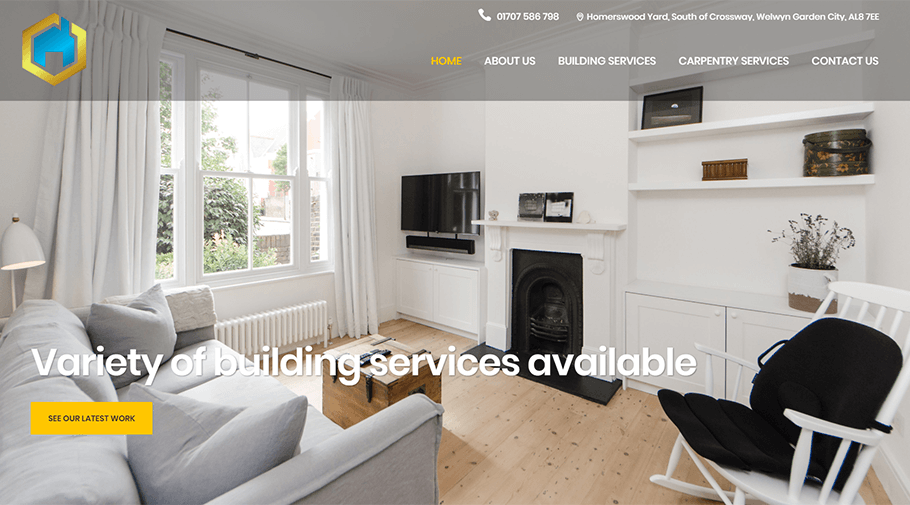 01707 586 798 Homerswood Yard, South of Crossway, Welwyn Garden City, AL8 7EE
HOME ABOUT US BUILDING SERVICES CARPENTRY SERVICES CONTACT US
Variety of building services available
SEE OUR LATEST WORK